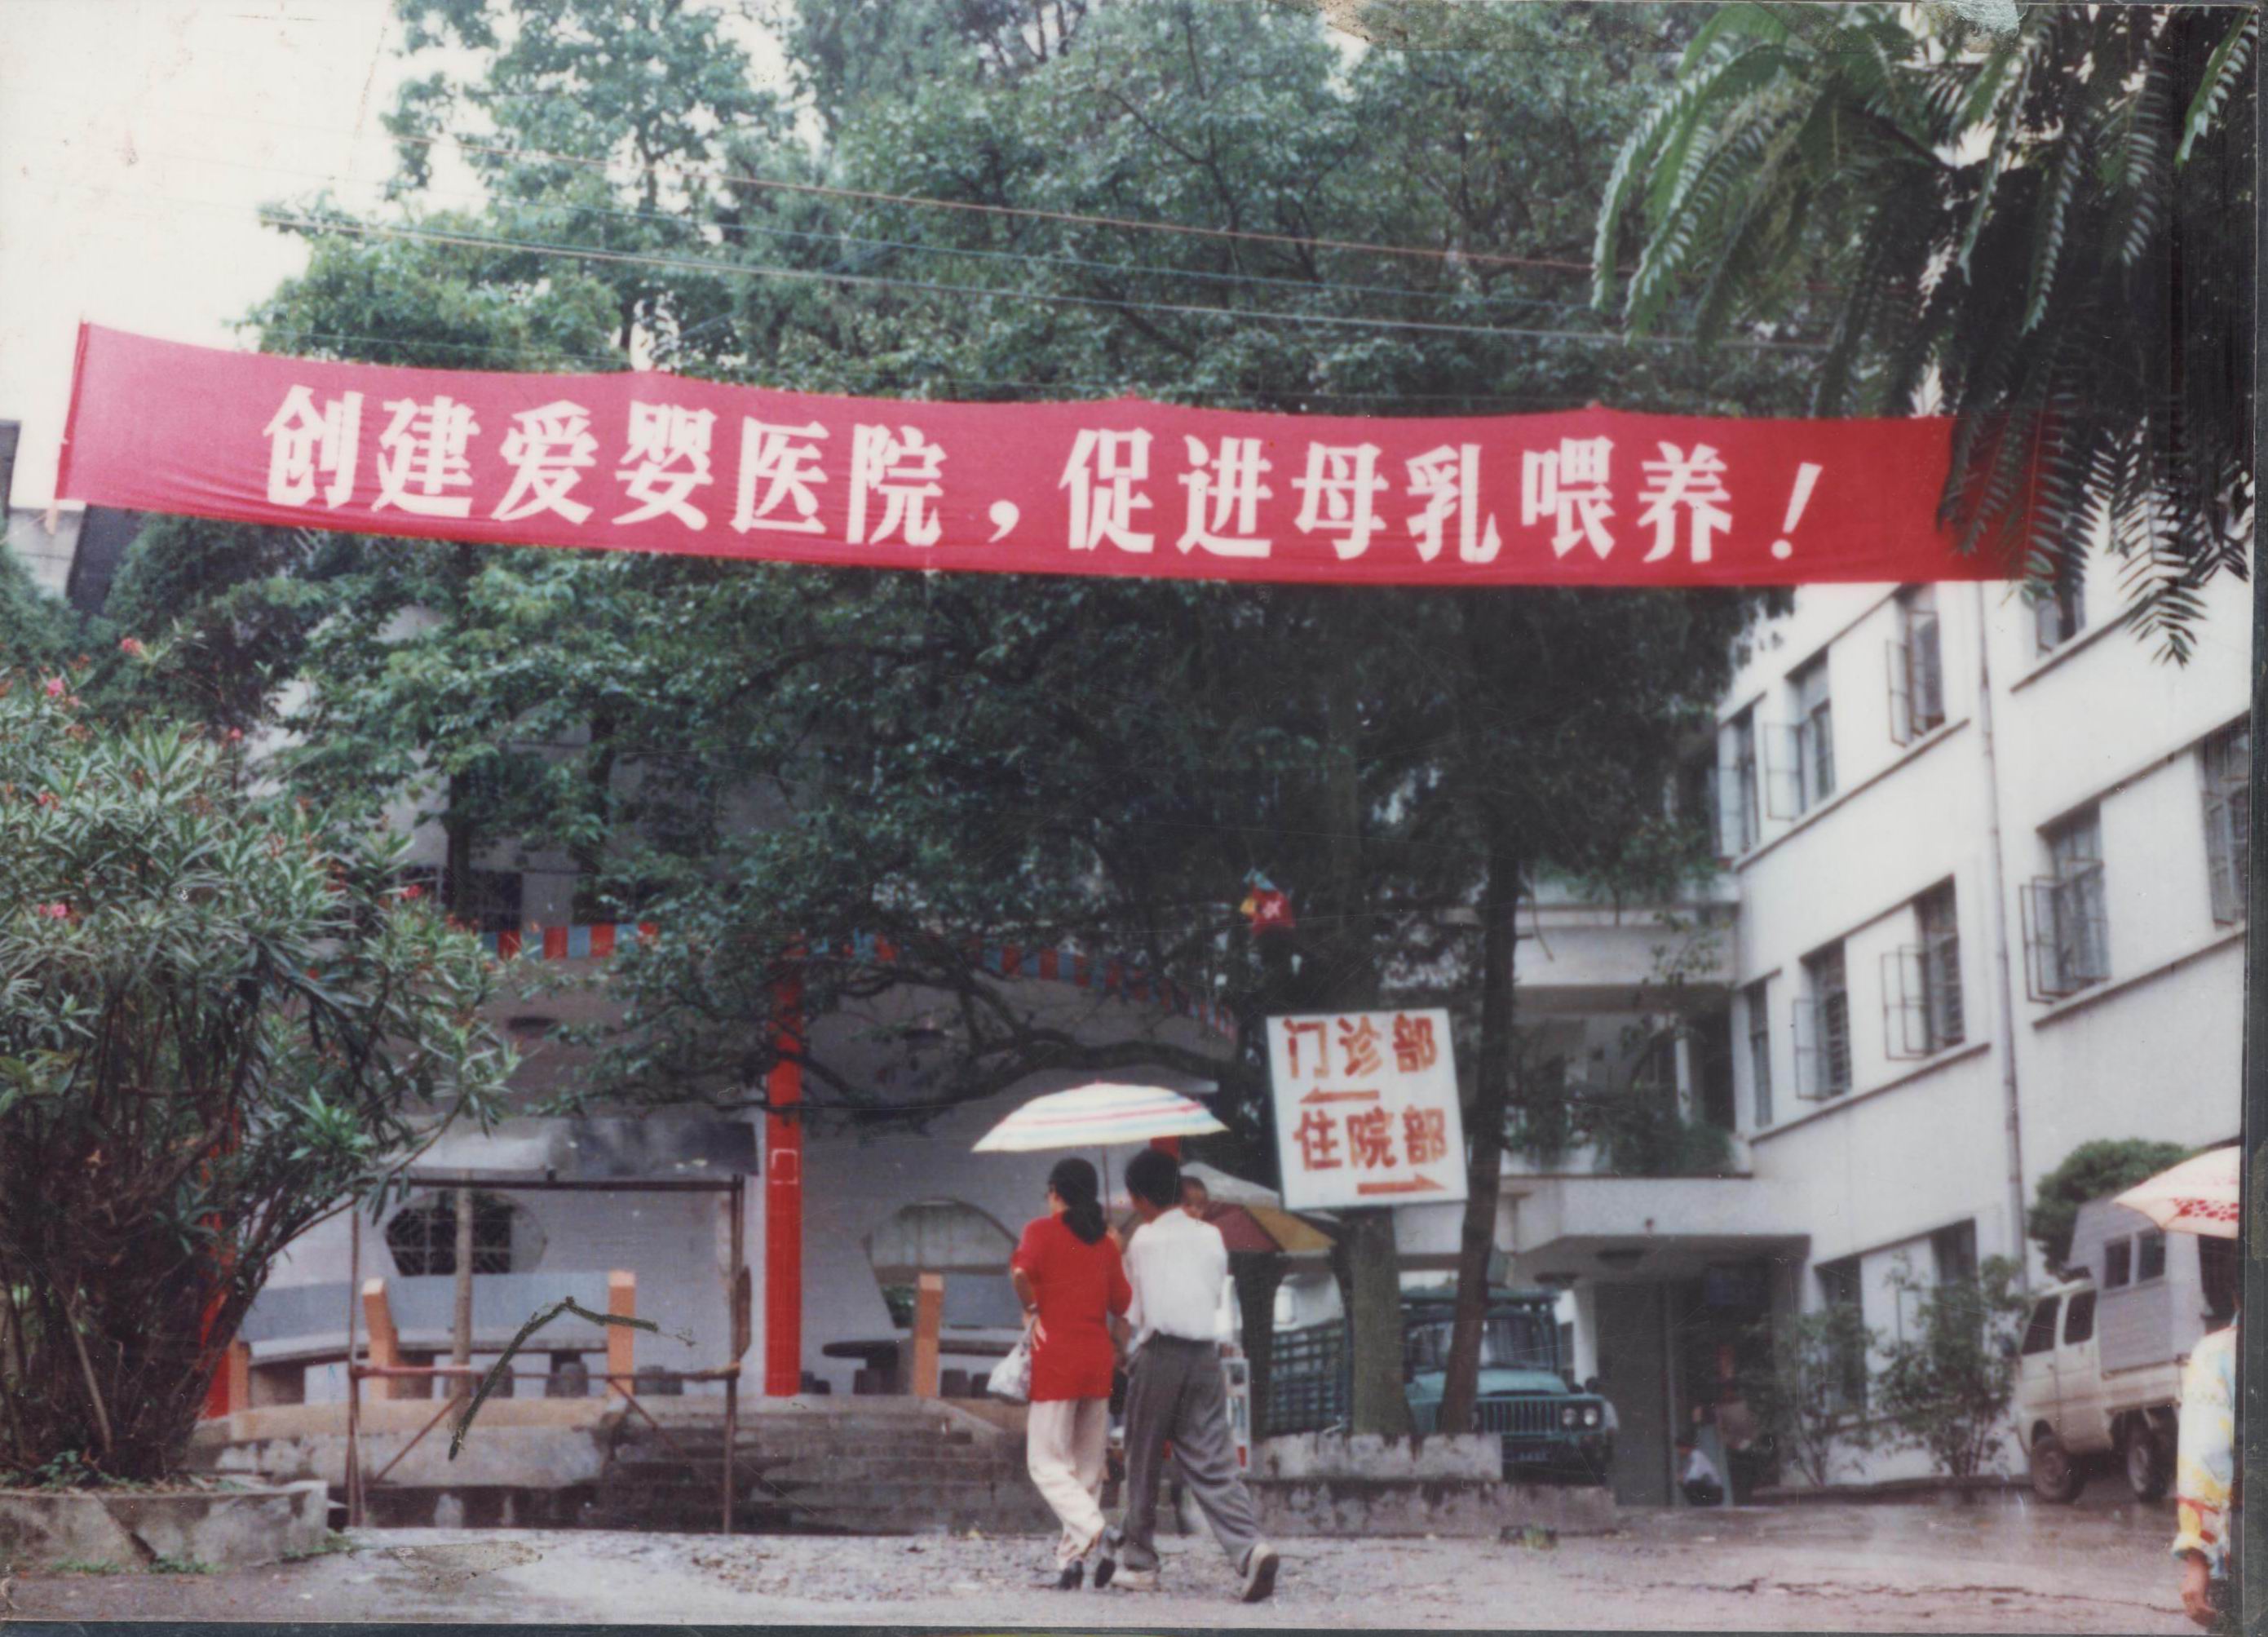 创建爱婴医院，促进母乳喂养！
门诊部
←
住院部
→